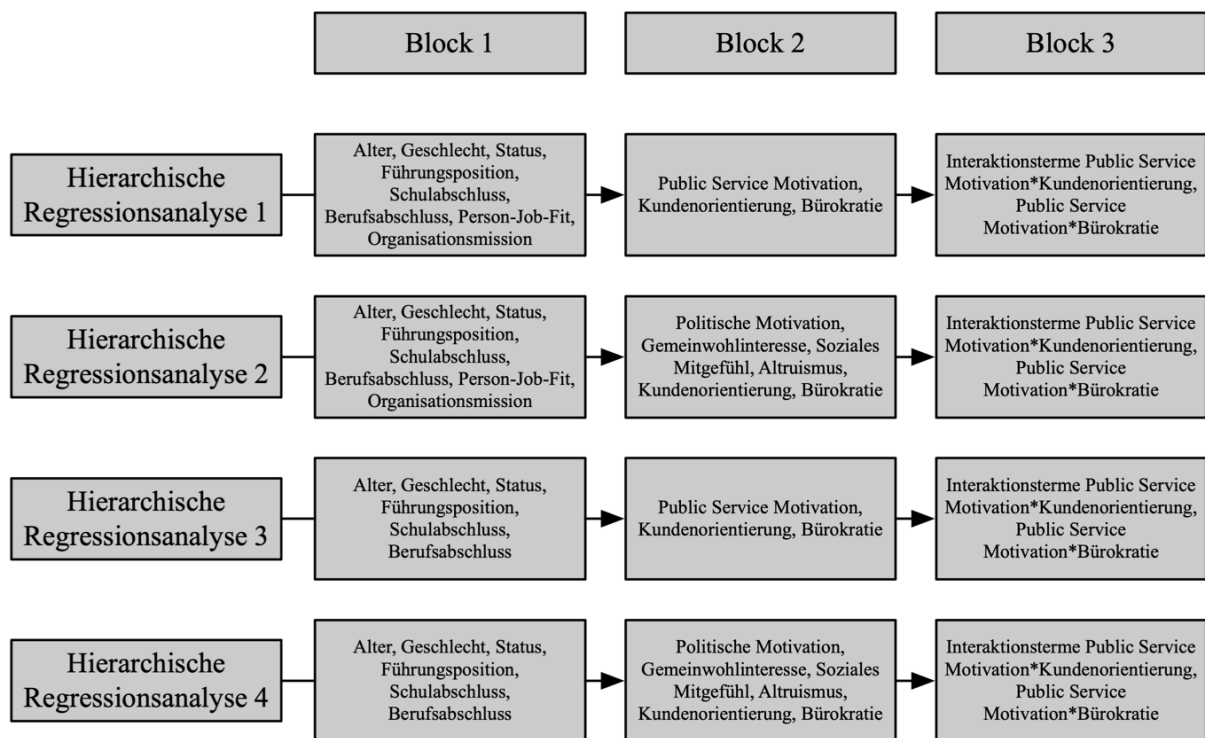 Block 1
Block 2
Block 3
Hierarchische
Regressionsanalyse 1
Alter, Geschlecht, Status,
Führungsposition,
Schulabschluss,
Berufsabschluss, Person-Job-Fit,
Organisationsmission
Public Service Motivation,
Kundenorientierung, Bürokratie
Interaktionsterme Public Service
Motivation*Kundenorientierung,
Public Service
Motivation*Bürokratie
Hierarchische
Regressionsanalyse 2
Alter, Geschlecht, Status,
Führungsposition,
Schulabschluss,
Berufsabschluss, Person-Job-Fit,
Organisationsmission
Politische Motivation,
Gemeinwohlinteresse, Soziales
Mitgefühl, Altruismus,
Kundenorientierung, Bürokratie
Interaktionsterme Public Service
Motivation*Kundenorientierung,
Public Service
Motivation*Bürokratie
Hierarchische
Regressionsanalyse 3
Alter, Geschlecht, Status,
Führungsposition,
Schulabschluss,
Berufsabschluss
Public Service Motivation,
Kundenorientierung, Bürokratie
Interaktionsterme Public Service
Motivation*Kundenorientierung,
Public Service
Motivation*Bürokratie
Hierarchische
Regressionsanalyse 4
Alter, Geschlecht, Status,
Führungsposition,
Schulabschluss,
Berufsabschluss
Politische Motivation,
Gemeinwohlinteresse, Soziales
Mitgefühl, Altruismus,
Kundenorientierung, Bürokratie
Interaktionsterme Public Service
Motivation*Kundenorientierung,
Public Service
Motivation*Bürokratie